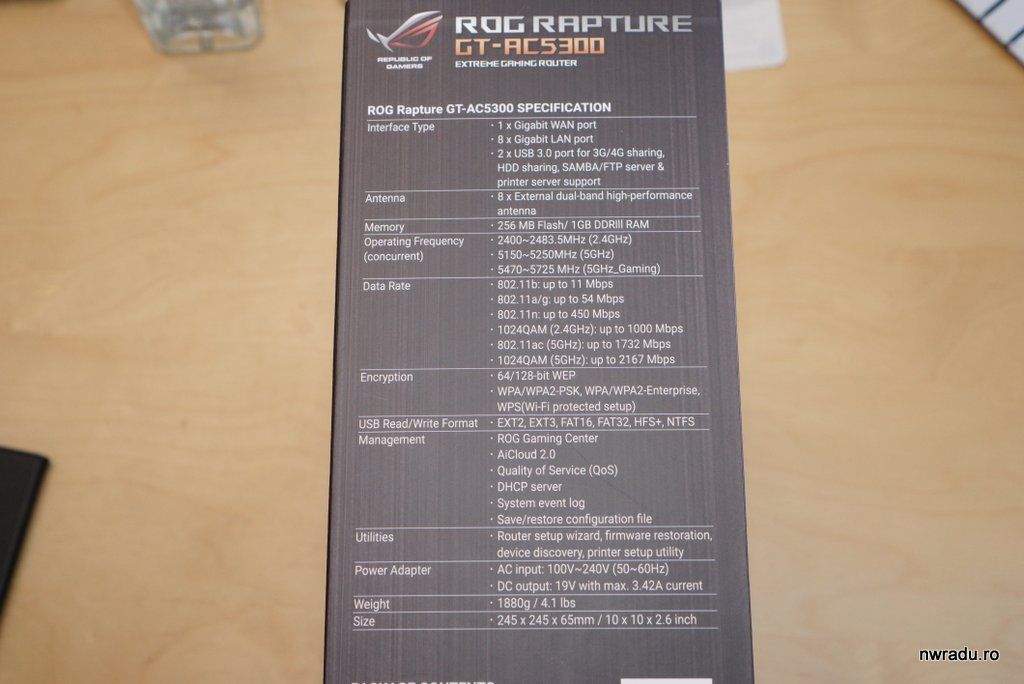 REPUBLIC OF
GAMERS
ROG RAPTURE
GT-AC5300
EXTREME GAMING ROUTER
ROG Rapture GT-AC5300 SPECIFICATION
Interface Type · 1 x Gigabit WAN port
· 8 x Gigabit LAN port
· 2 x USB 3.0 port for 3G/4G sharing,
HDD sharing, SAMBA/FTP server &
printer server support
Antenna · 8 x External dual-band high-performance
antenna
Memory · 256 MB Flash/ 1GB DDRIII RAM
Operating Frequency · 2400~2483.5MHz (2.4GHz)
(concurrent) · 5150~5250MHz (5GHz)
· 5470~5725 MHz (5GHz_Gaming)
Data Rate · 802.11b: up to 11 Mbps
· 802.11a/g: up to 54 Mbps
· 802.11n: up to 450 Mbps
· 1024QAM (2.4GHz): up to 1000 Mbps
· 802.11ac (5GHz): up to 1732 Mbps
· 1024QAM (5GHz): up to 2167 Mbps
Encryption · 64/128-bit WEP
· WPA/WPA2-PSK, WPA/WPA2-Enterprise,
WPS(Wi-Fi protected setup)
USB Read/Write Format · EXT2, EXT3, FAT16, FAT32, HFS+, NTFS
Management · ROG Gaming Center
· AiCloud 2.0
· Quality of Service (QoS)
· DHCP server
· System event log
· Save/restore configuration file
Utilities · Router setup wizard, firmware restoration,
device discovery, printer setup utility
Power Adapter · AC input: 100V~240V (50~60Hz)
· DC output: 19V with max. 3.42A current
Weight · 1880g / 4.1 lbs
Size · 245 x 245 x 65mm / 10 x 10 x 2.6 inch
PACKAGE CONTENTS
nwradu.ro